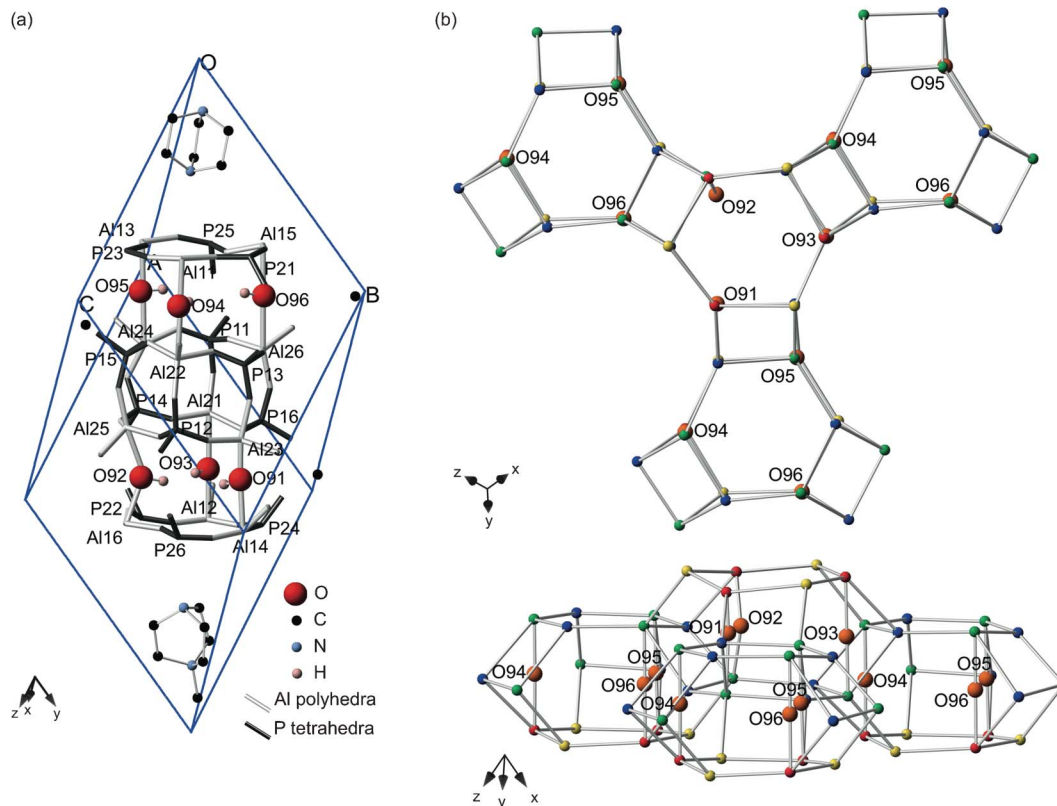 (a)
O
Al13
P25
Al15
P23
A
Al11
P21
O95
O94
O96
C
B
Al24
P11
Al26
P15
Al22
P13
P14
Al21
P16
Al25
P12
Al23
O93
O92
O91
P22
Al12
P24
Al16
P26
Al14
O
C
N
H
Al polyhedra
P tetrahedra
z x y
(b)
O95
O95
O94
O94
O96
O92
O96
O93
O91
O95
O94
O96
z x
y
O91
O92
O93
O94
O95
O96
O94
O95
O96
O94
O95
O96
z y x